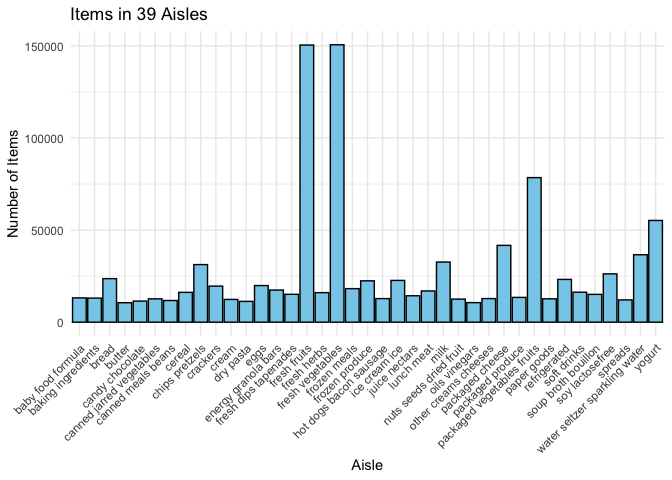 Items in 39 Aisles
Number of Items
150000
100000
50000
0
baby food formula
baking ingredients
bread
butter
candy chocolate
canned jarred vegetables
canned meals beans
cereal
chips pretzels
crackers
cream
dry pasta
eggs
energy granola bars
fresh dips tapenades
fresh fruits
fresh herbs
fresh vegetables
frozen meals
frozen produce
hot dogs bacon sausage
ice cream ice
juice nectars
lunch meat
milk
nuts seeds dried fruit
oils vinegars
other creams cheeses
packaged cheese
packaged produce
packaged vegetables fruits
paper goods
refrigerated
soft drinks
soup broth bouillon
soy lactosefree
spreads
water seltzer sparkling water
yogurt
Aisle